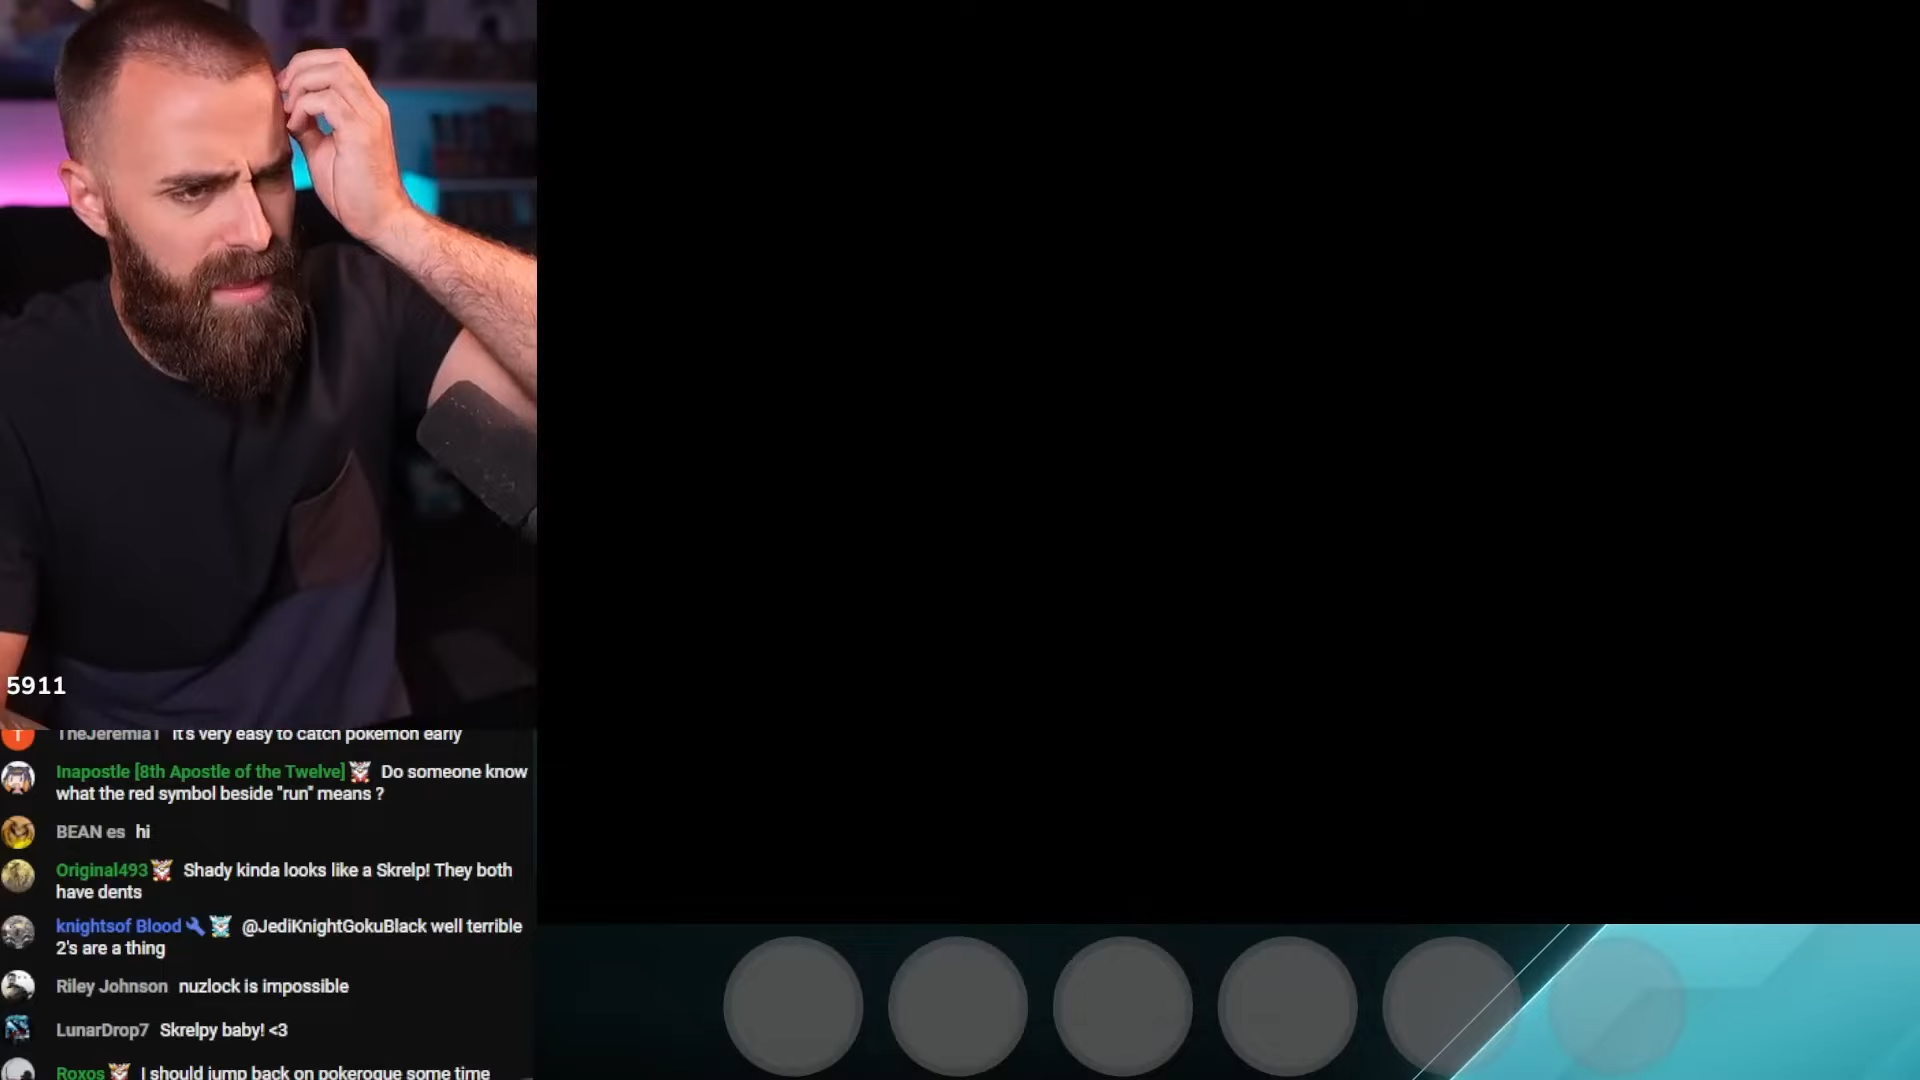 5911
TheJeremiaT It's very easy to catch pokemon early
Inapostle [8th Apostle of the Twelve] Do someone know
what the red symbol beside "run" means ?
BEAN es hi
Original493 Shady kinda looks like a Skrelp! They both
have dents
knightsof Blood @JediKnightGokuBlack well terrible
2's are a thing
Riley Johnson nuzlock is impossible
LunarDrop7 Skrelpy baby! <3
Roxos I should jump back on pokerogue some time